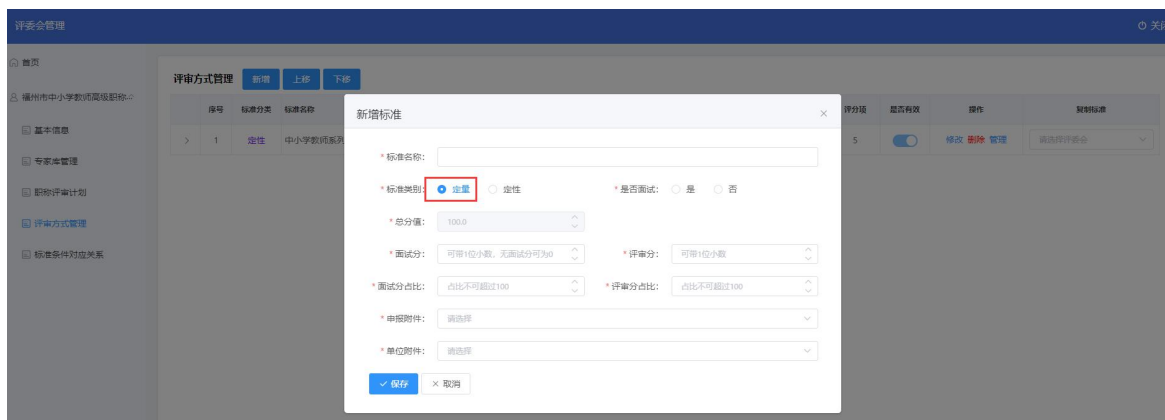 评委会管理
关闭
首页
福州市中小学教师高级职称...
基本信息
专家库管理
职称评审计划
评审方式管理
标准条件对应关系
评审方式管理 新增 上移 下移
序号 标准分类 标准名称 评分项 是否有效 操作 复制标准
1 定性 中小学教师系列 5 修改 删除 管理 请选择评委会
新增标准
* 标准名称:
* 标准类别: 定量 定性 * 是否面试: 是 否
* 总分值: 100.0
* 面试分: 可带1位小数，无面试分可为0 * 评审分: 可带1位小数
* 面试分占比: 占比不可超过100 * 评审分占比: 占比不可超过100
* 申报附件: 请选择
* 单位附件: 请选择
保存 取消